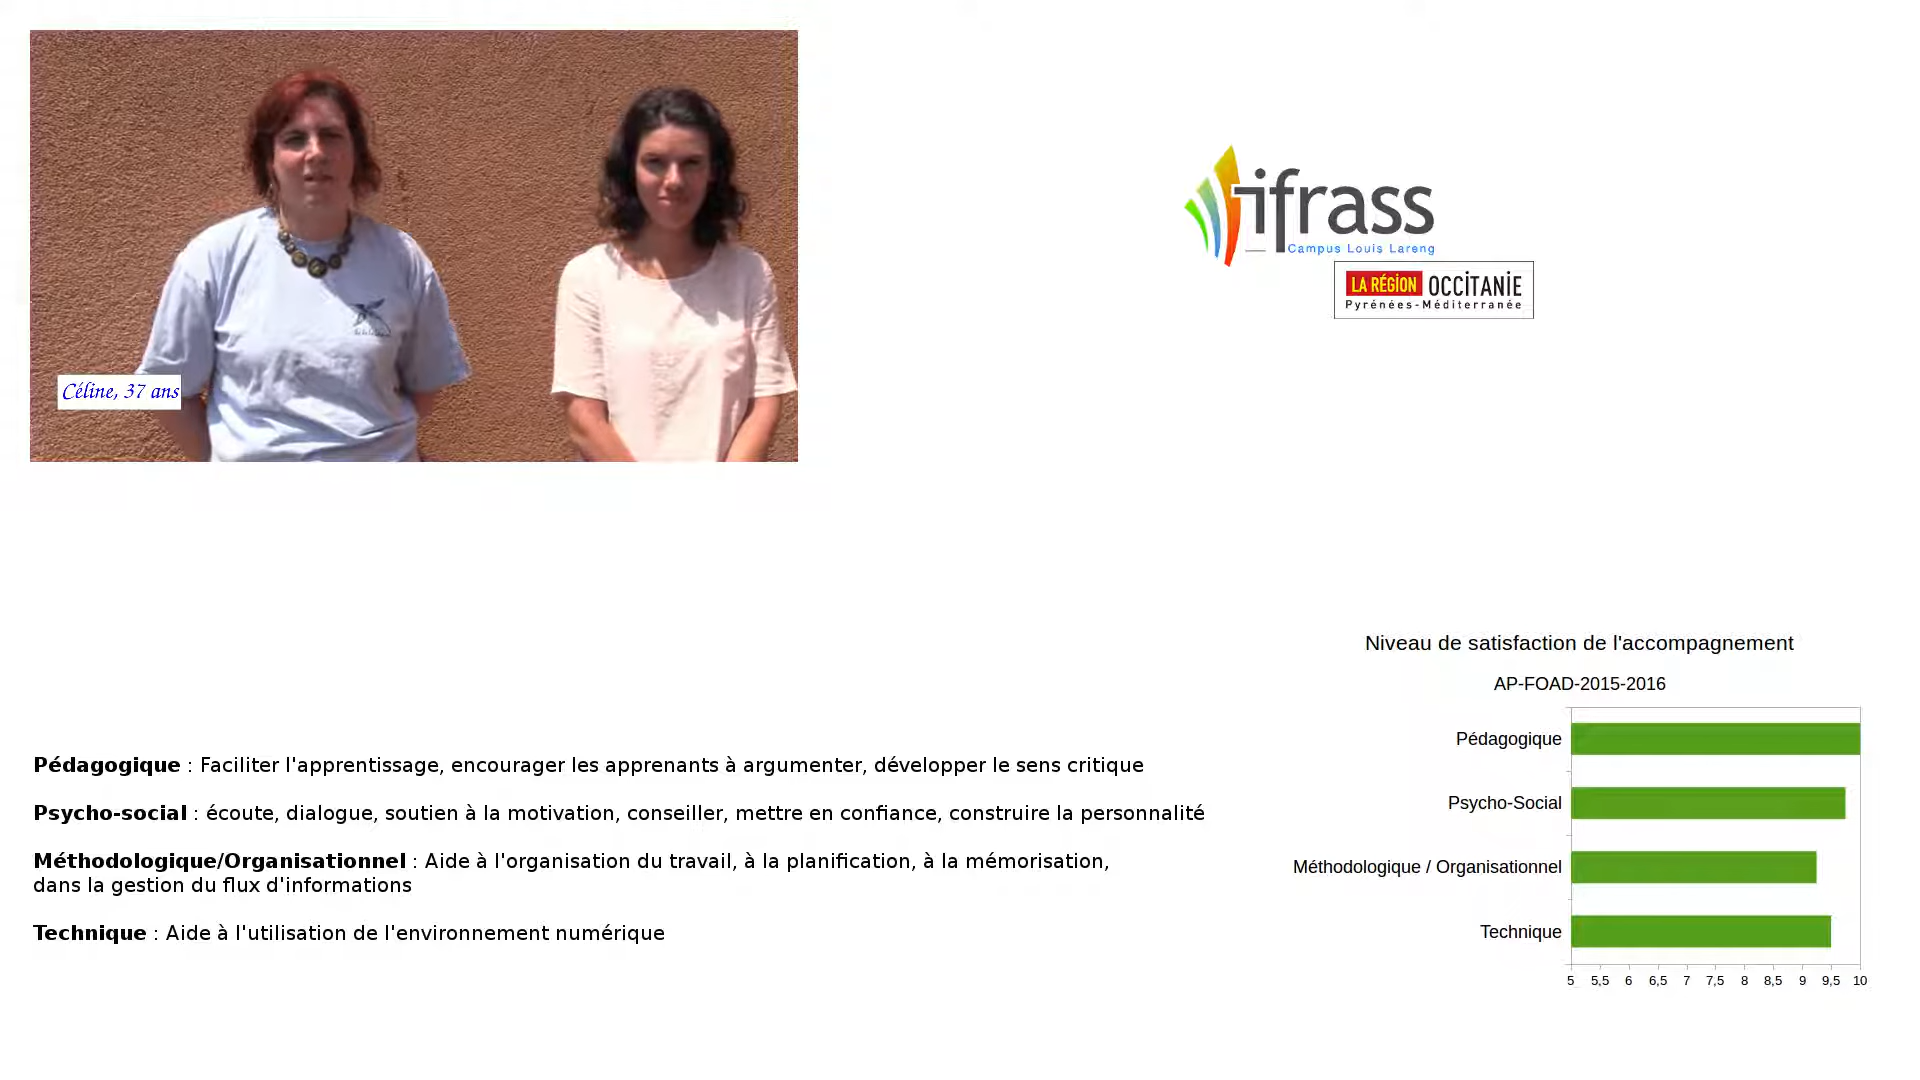 Céline, 37 ans
ifrass
Campus Louis Lareng
LA RÉGION OCCITANIE
Pyrénées-Méditerranée
Pédagogique : Faciliter l'apprentissage, encourager les apprenants à argumenter, développer le sens critique
Psycho-social : écoute, dialogue, soutien à la motivation, conseiller, mettre en confiance, construire la personnalité
Méthodologique/Organisationnel : Aide à l'organisation du travail, à la planification, à la mémorisation,
dans la gestion du flux d'informations
Technique : Aide à l'utilisation de l'environnement numérique
Niveau de satisfaction de l'accompagnement
AP-FOAD-2015-2016
Pédagogique
Psycho-Social
Méthodologique / Organisationnel
Technique
5 5,5 6 6,5 7 7,5 8 8,5 9 9,5 10